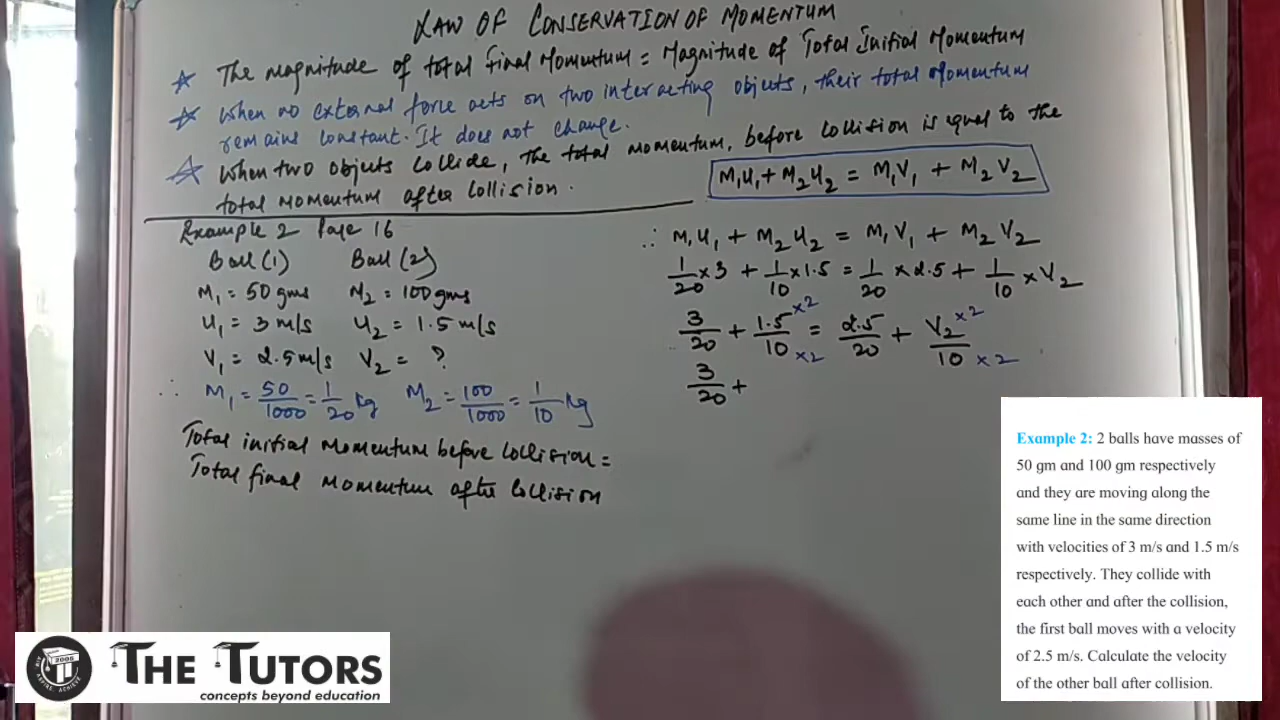 LAW OF CONSERVATION OF MOMENTUM
☆ The magnitude of total final Momentum = Magnitude of Total Initial Momentum
☆ When no external force acts on two interacting objects, their total Momentum
remains constant. It does not change.
☆ When two objects collide, the total momentum, before collision is equal to the
total momentum after collision.
M₁U₁ + M₂U₂ = M₁V₁ + M₂V₂
Example 2 Page 16
Ball (1) Ball (2)
M₁ = 50 gms M₂ = 100 gms
U₁ = 3 m/s U₂ = 1.5 m/s
V₁ = 2.5 m/s V₂ = ?
∴ M₁ = 50/1000 = 1/20 kg M₂ = 100/1000 = 1/10 kg
Total initial Momentum before collision =
Total final momentum after collision
∴ M₁U₁ + M₂U₂ = M₁V₁ + M₂V₂
1/20 × 3 + 1/10 × 1.5 = 1/20 × 2.5 + 1/10 × V₂
3/20 + 1.5×2/10×2 = 2.5/20 + V₂×2/10×2
3/20 +
Example 2: 2 balls have masses of
50 gm and 100 gm respectively
and they are moving along the
same line in the same direction
with velocities of 3 m/s and 1.5 m/s
respectively. They collide with
each other and after the collision,
the first ball moves with a velocity
of 2.5 m/s. Calculate the velocity
of the other ball after collision.
2005
THE TUTORS
concepts beyond education